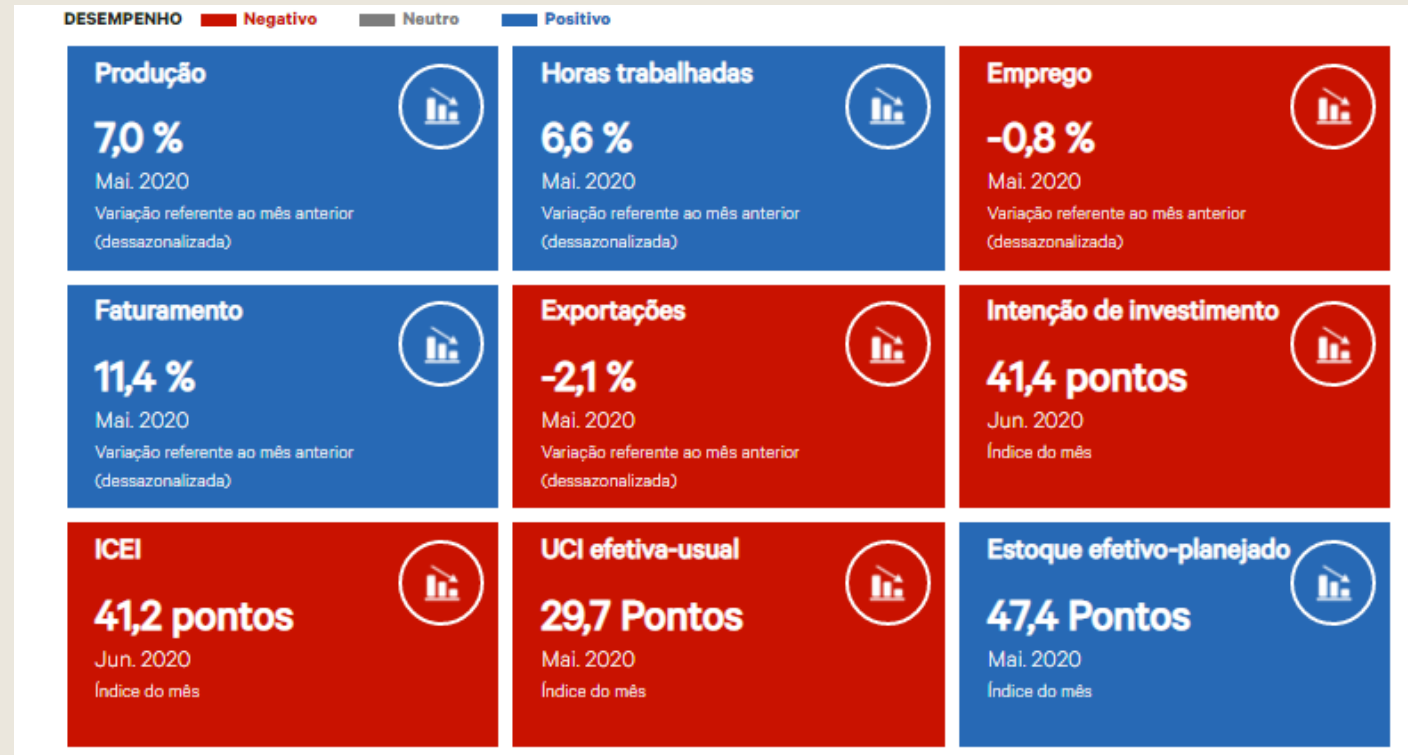 DESEMPENHO Negativo Neutro Positivo
Produção
7,0 %
Mai. 2020
Variação referente ao mês anterior
(dessazonalizada)
Horas trabalhadas
6,6 %
Mai. 2020
Variação referente ao mês anterior
(dessazonalizada)
Emprego
-0,8 %
Mai. 2020
Variação referente ao mês anterior
(dessazonalizada)
Faturamento
11,4 %
Mai. 2020
Variação referente ao mês anterior
(dessazonalizada)
Exportações
-2,1 %
Mai. 2020
Variação referente ao mês anterior
(dessazonalizada)
Intenção de investimento
41,4 pontos
Jun. 2020
Índice do mês
ICEI
41,2 pontos
Jun. 2020
Índice do mês
UCI efetiva-usual
29,7 Pontos
Mai. 2020
Índice do mês
Estoque efetivo-planejado
47,4 Pontos
Mai. 2020
Índice do mês